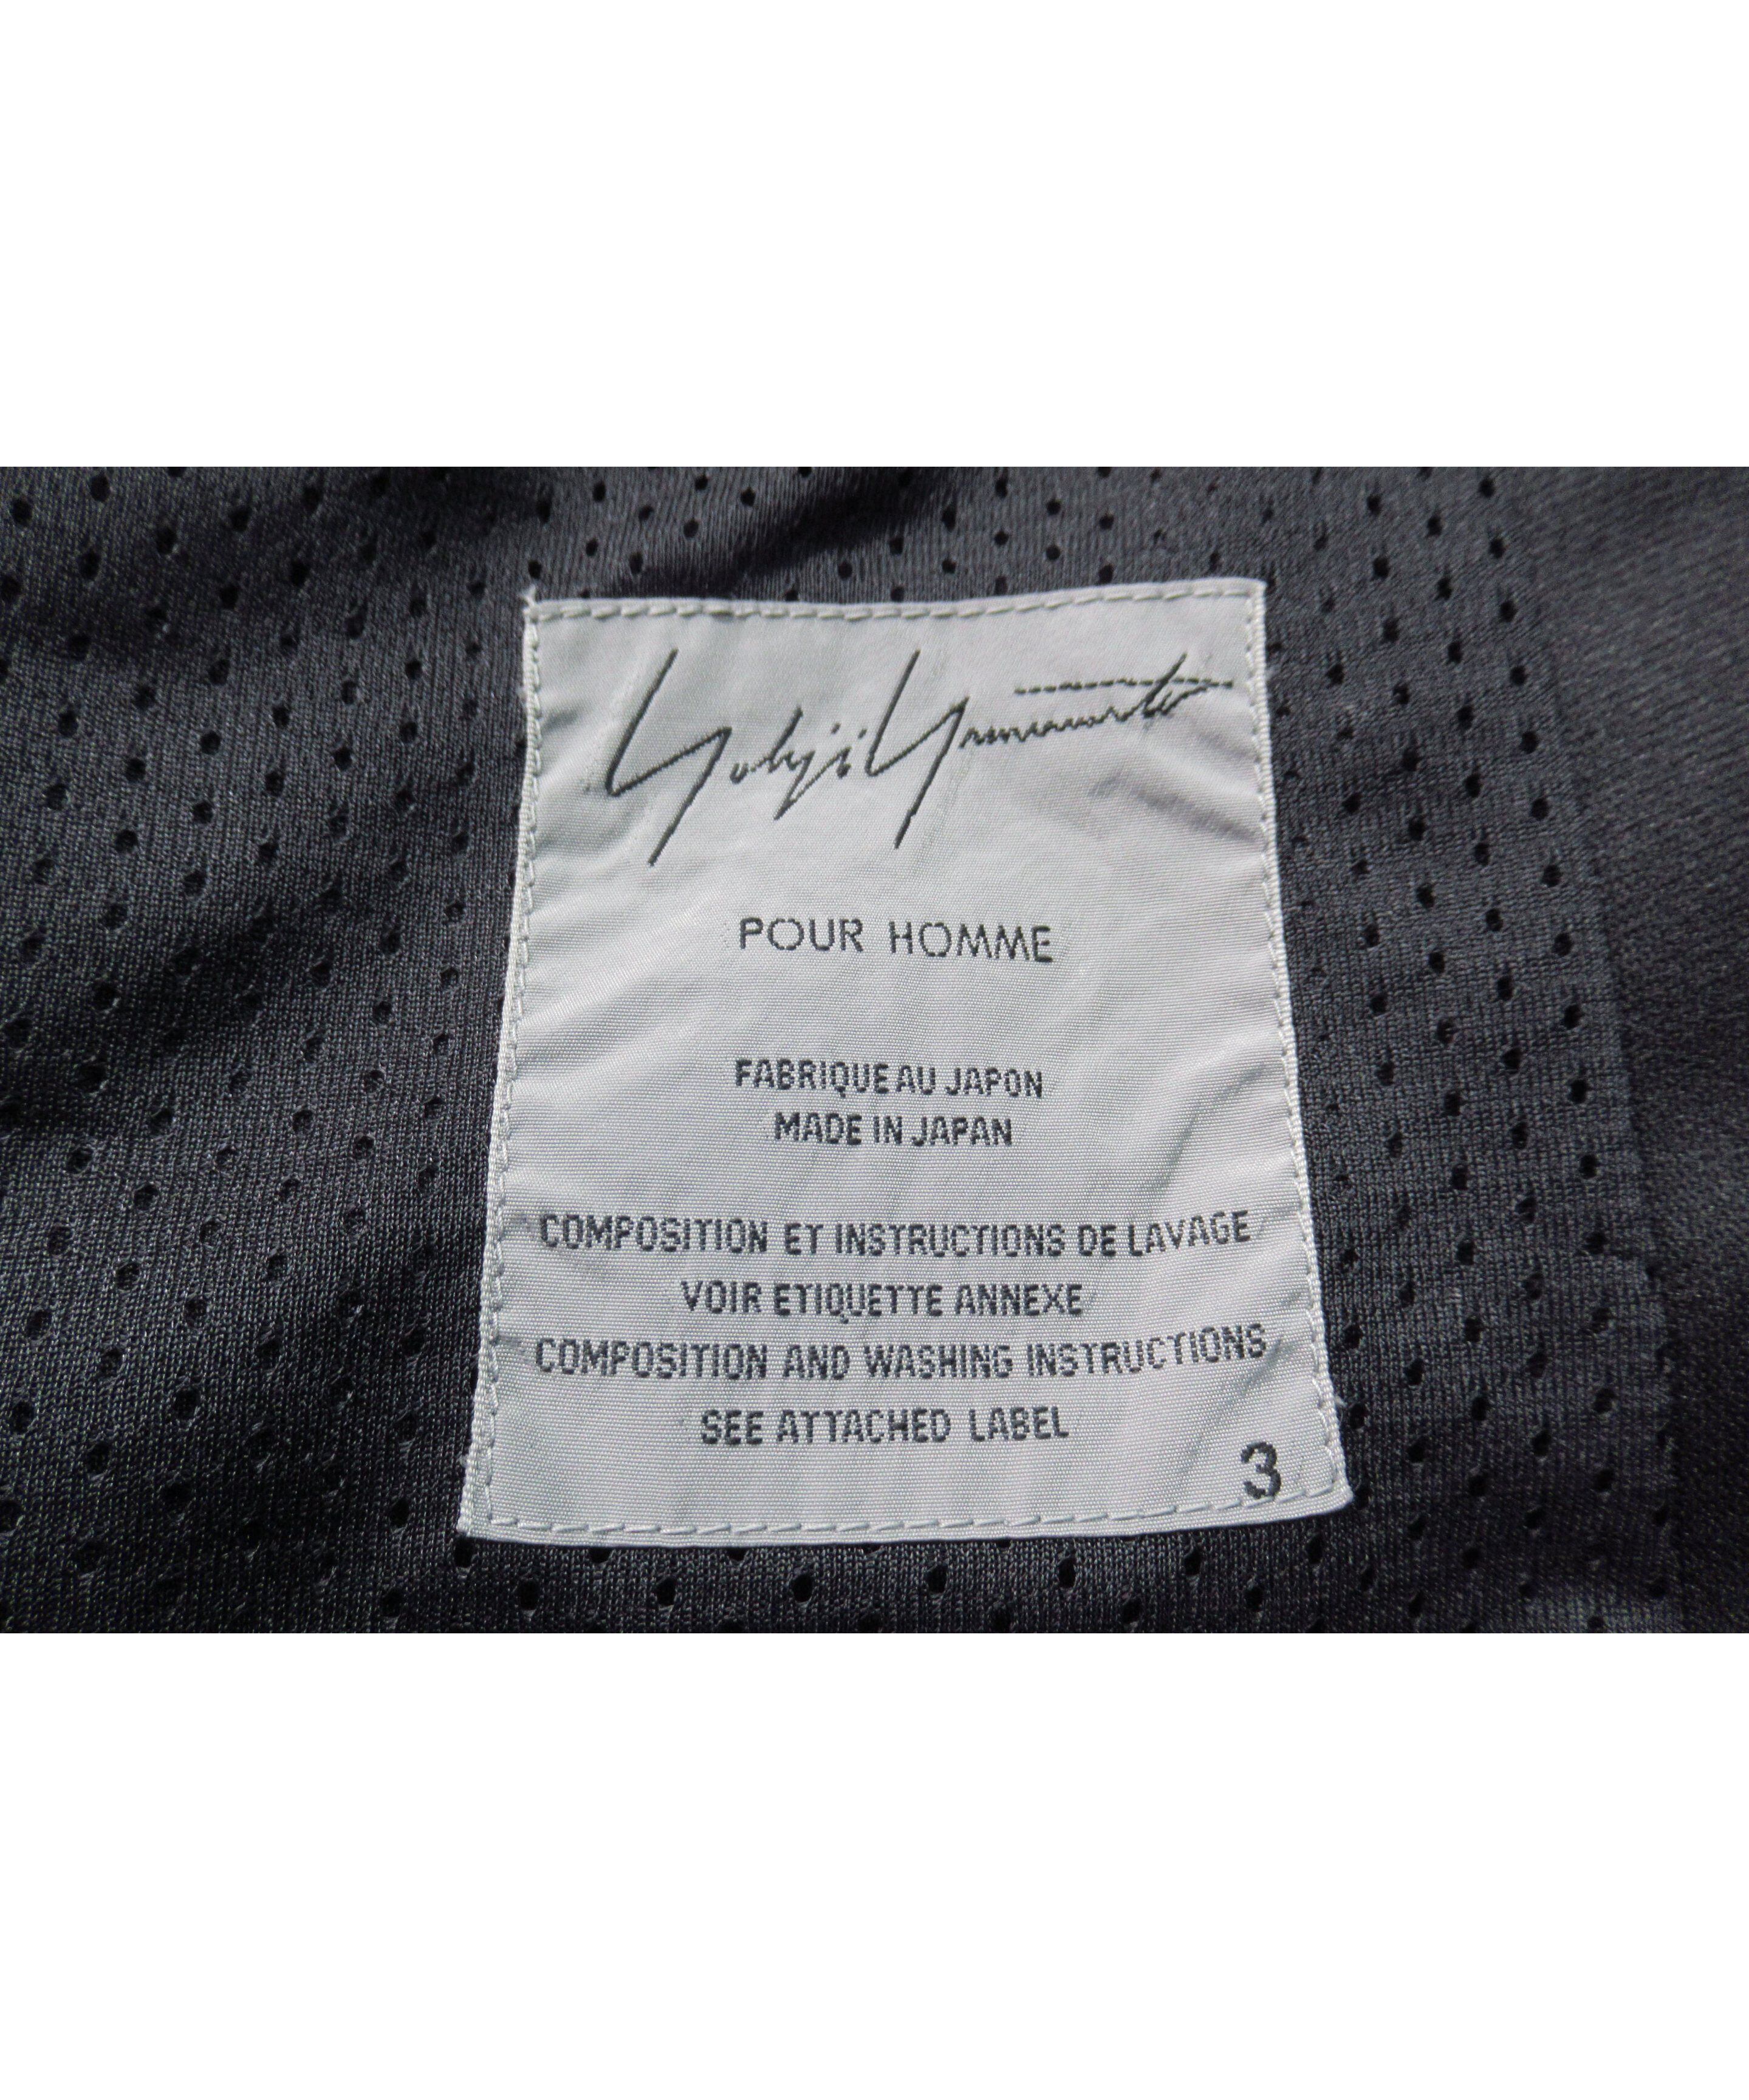 Yohji Yamamoto
POUR HOMME
FABRIQUE AU JAPON
MADE IN JAPAN
COMPOSITION ET INSTRUCTIONS DE LAVAGE
VOIR ETIQUETTE ANNEXE
COMPOSITION AND WASHING INSTRUCTIONS
SEE ATTACHED LABEL
3